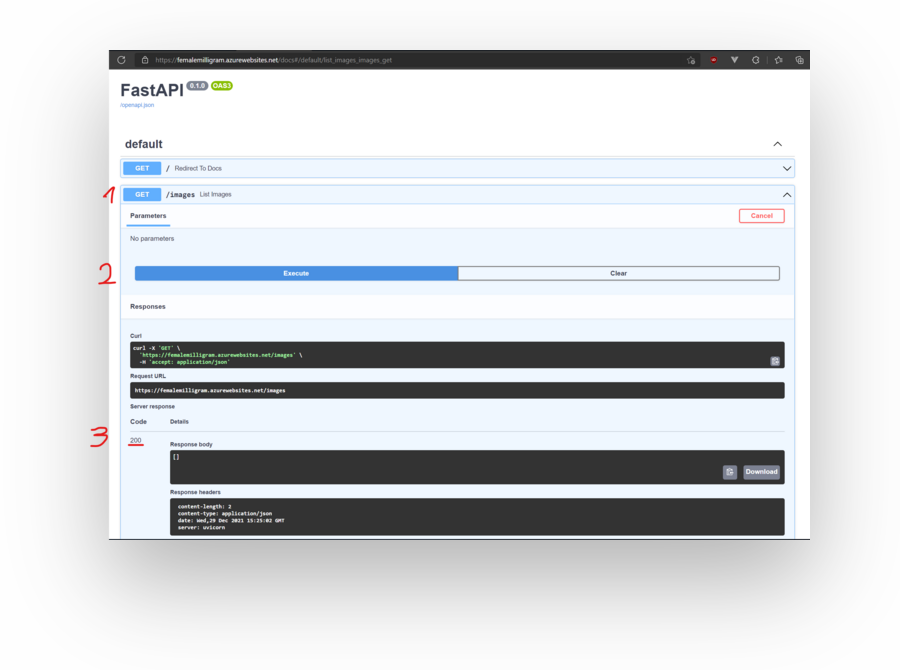 https://femalemilligram.azurewebsites.net/docs#/default/list_images_images_get
FastAPI 0.1.0 OAS3
/openapi.json
default
GET / Redirect To Docs
1
GET /images List Images
Parameters
Cancel
No parameters
2
Execute
Clear
Responses
Curl
curl -X 'GET' \
'https://femalemilligram.azurewebsites.net/images' \
-H 'accept: application/json'
Request URL
https://femalemilligram.azurewebsites.net/images
Server response
Code Details
3
200
Response body
[]
Download
Response headers
content-length: 2
content-type: application/json
date: Wed,29 Dec 2021 15:25:02 GMT
server: uvicorn